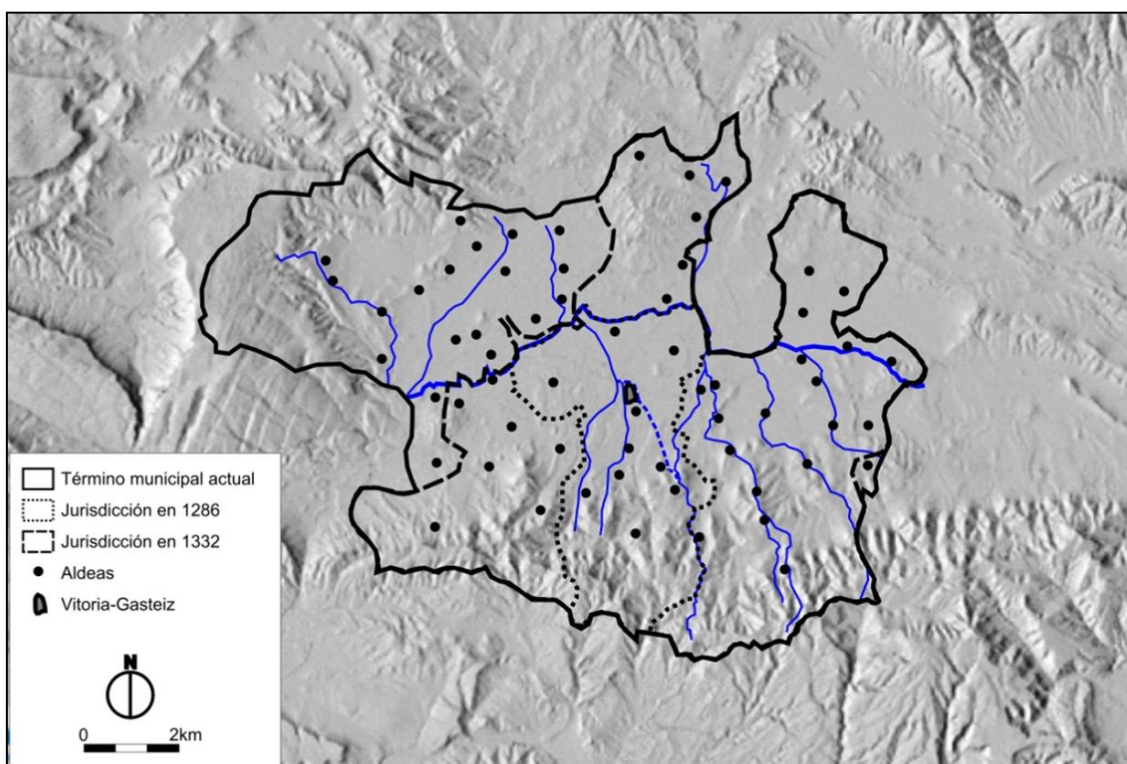 Término municipal actual
Jurisdicción en 1286
Jurisdicción en 1332
Aldeas
Vitoria-Gasteiz
N
0 2km